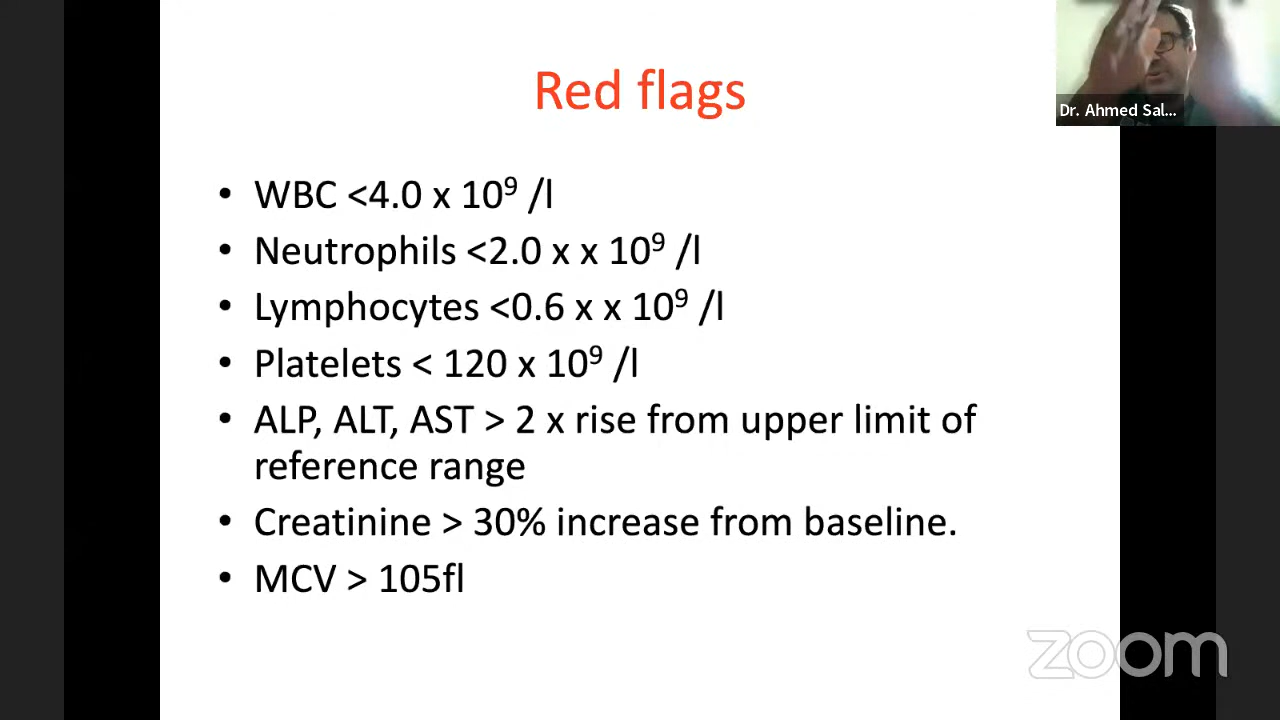 Red flags
Dr. Ahmed Sal...
• WBC <4.0 x 10⁹ /l
• Neutrophils <2.0 x x 10⁹ /l
• Lymphocytes <0.6 x x 10⁹ /l
• Platelets < 120 x 10⁹ /l
• ALP, ALT, AST > 2 x rise from upper limit of
reference range
• Creatinine > 30% increase from baseline.
• MCV > 105fl
zoom